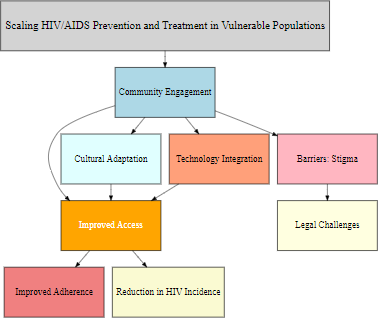 Scaling HIV/AIDS Prevention and Treatment in Vulnerable Populations
Community Engagement
Cultural Adaptation
Technology Integration
Barriers: Stigma
Improved Access
Legal Challenges
Improved Adherence
Reduction in HIV Incidence